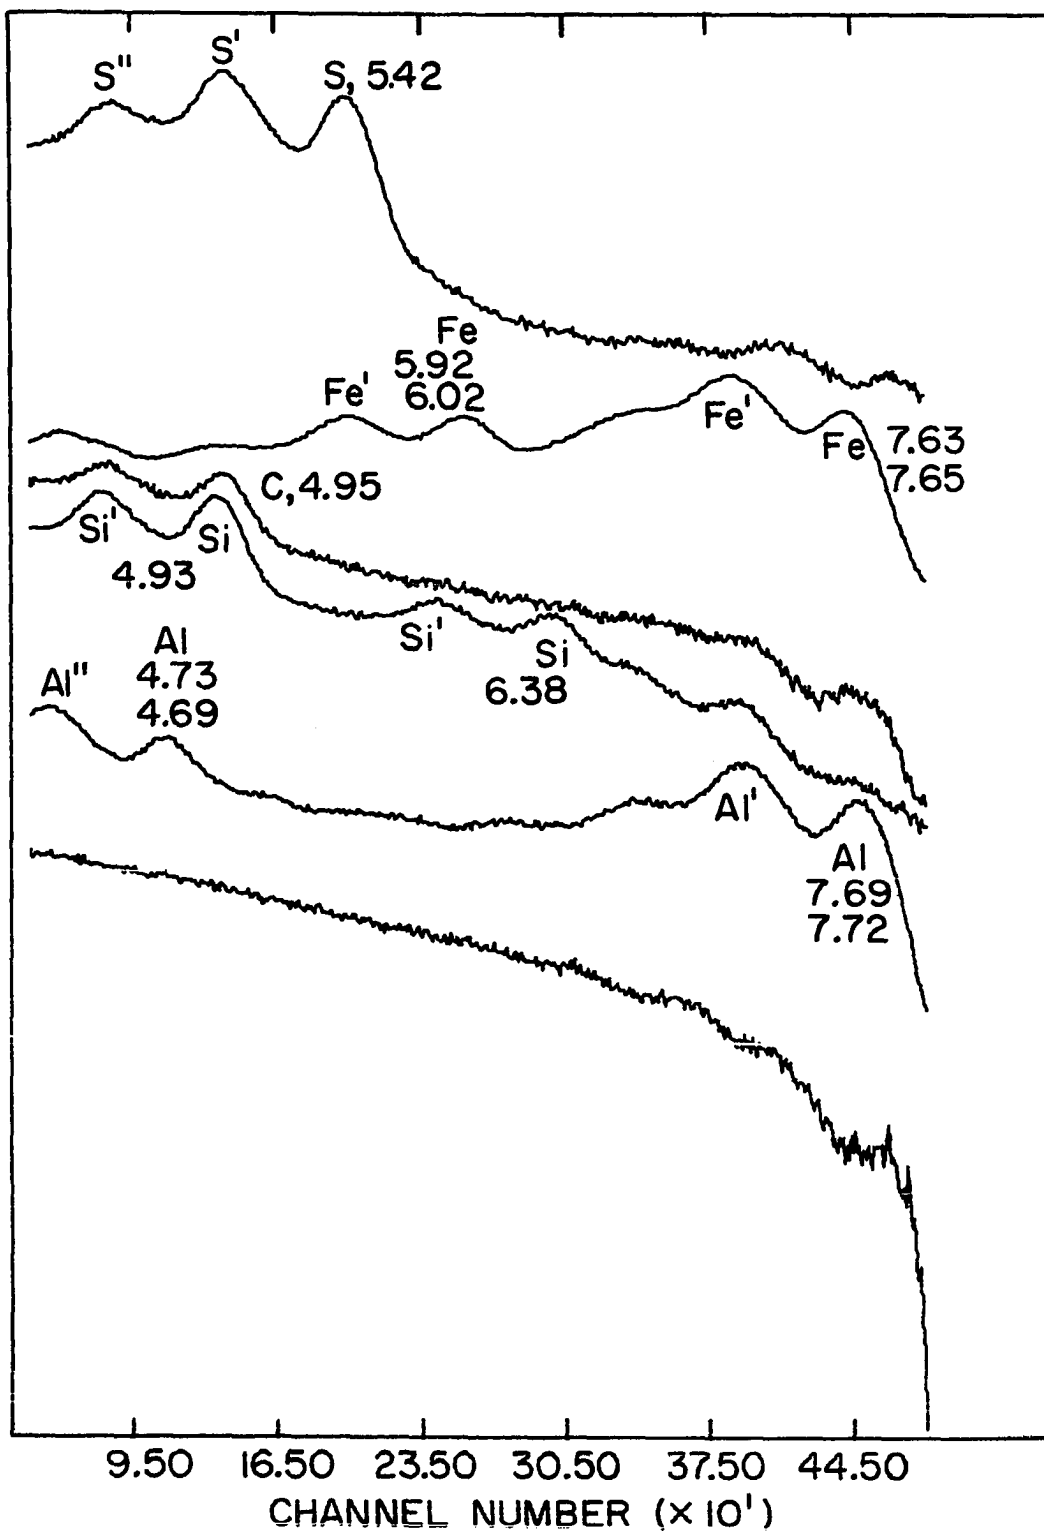 S"
S'
S, 5.42
Fe
5.92
6.02
Fe'
Fe'
Fe
7.63
7.65
C, 4.95
Si'
Si
4.93
Si'
Si
6.38
Al"
Al
4.73
4.69
Al'
Al
7.69
7.72
9.50 16.50 23.50 30.50 37.50 44.50
CHANNEL NUMBER (×10')